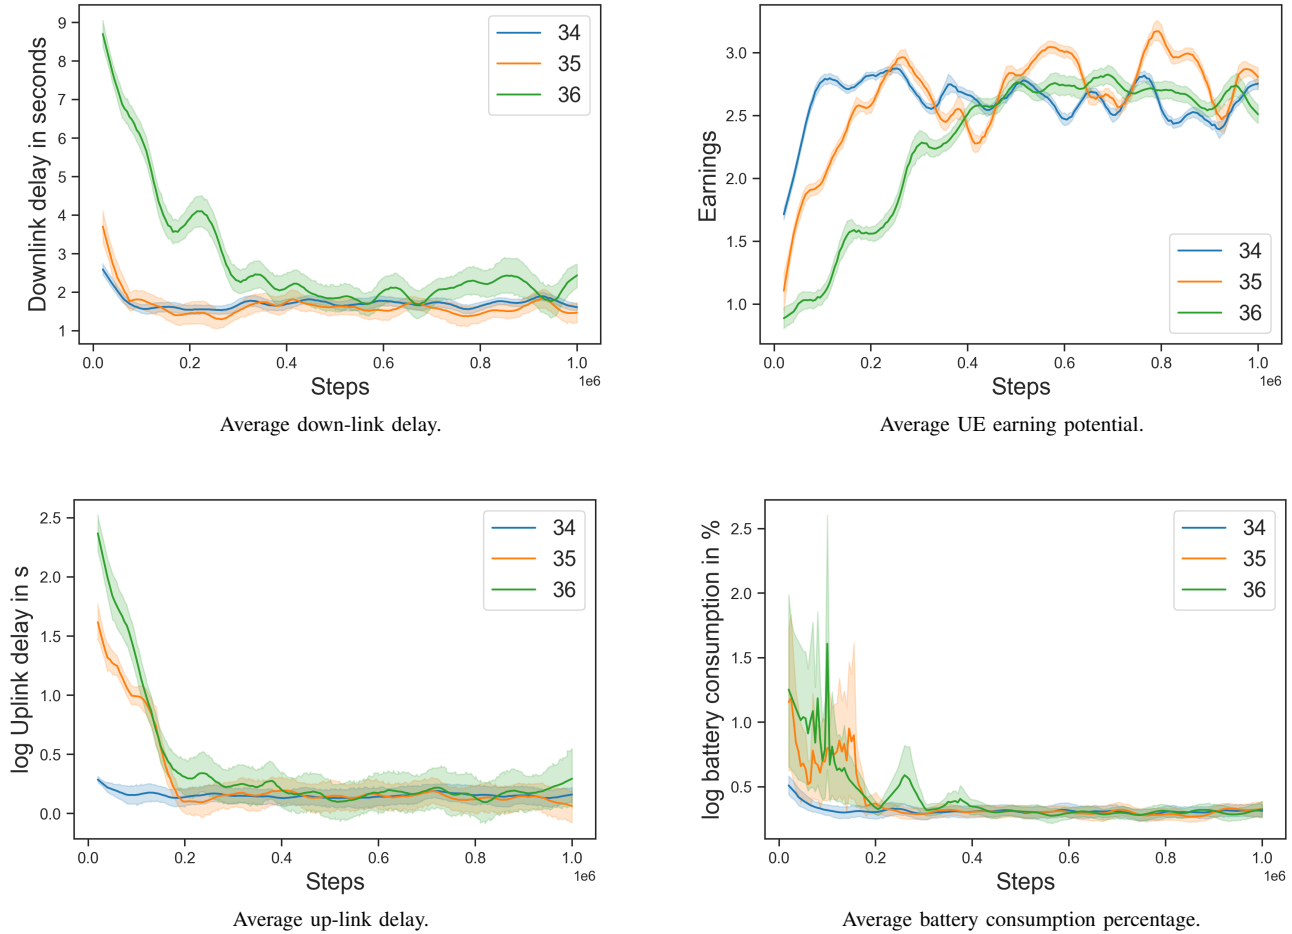 Downlink delay in seconds
9
8
7
6
5
4
3
2
1
34
35
36
0.0 0.2 0.4 0.6 0.8 1.0
1e6
Steps
Average down-link delay.
Earnings
3.0
2.5
2.0
1.5
1.0
34
35
36
0.0 0.2 0.4 0.6 0.8 1.0
1e6
Steps
Average UE earning potential.
log Uplink delay in s
2.5
2.0
1.5
1.0
0.5
0.0
34
35
36
0.0 0.2 0.4 0.6 0.8 1.0
1e6
Steps
Average up-link delay.
log battery consumption in %
2.5
2.0
1.5
1.0
0.5
34
35
36
0.0 0.2 0.4 0.6 0.8 1.0
1e6
Steps
Average battery consumption percentage.